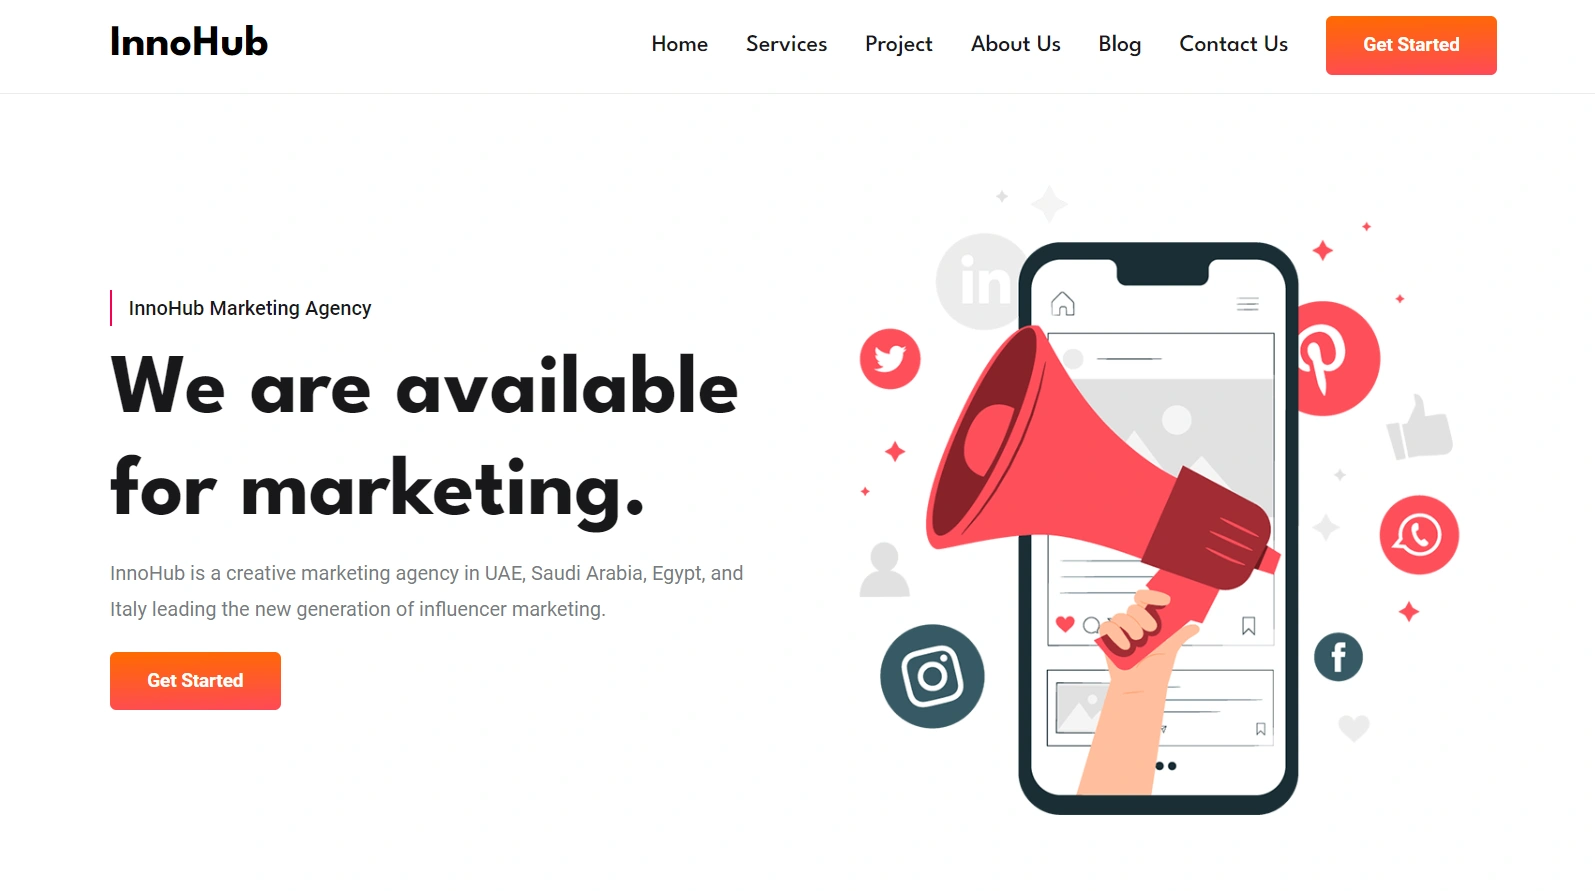 InnoHub
Home
Services
Project
About Us
Blog
Contact Us
Get Started
InnoHub Marketing Agency
We are available
for marketing.
InnoHub is a creative marketing agency in UAE, Saudi Arabia, Egypt, and
Italy leading the new generation of influencer marketing.
Get Started
in